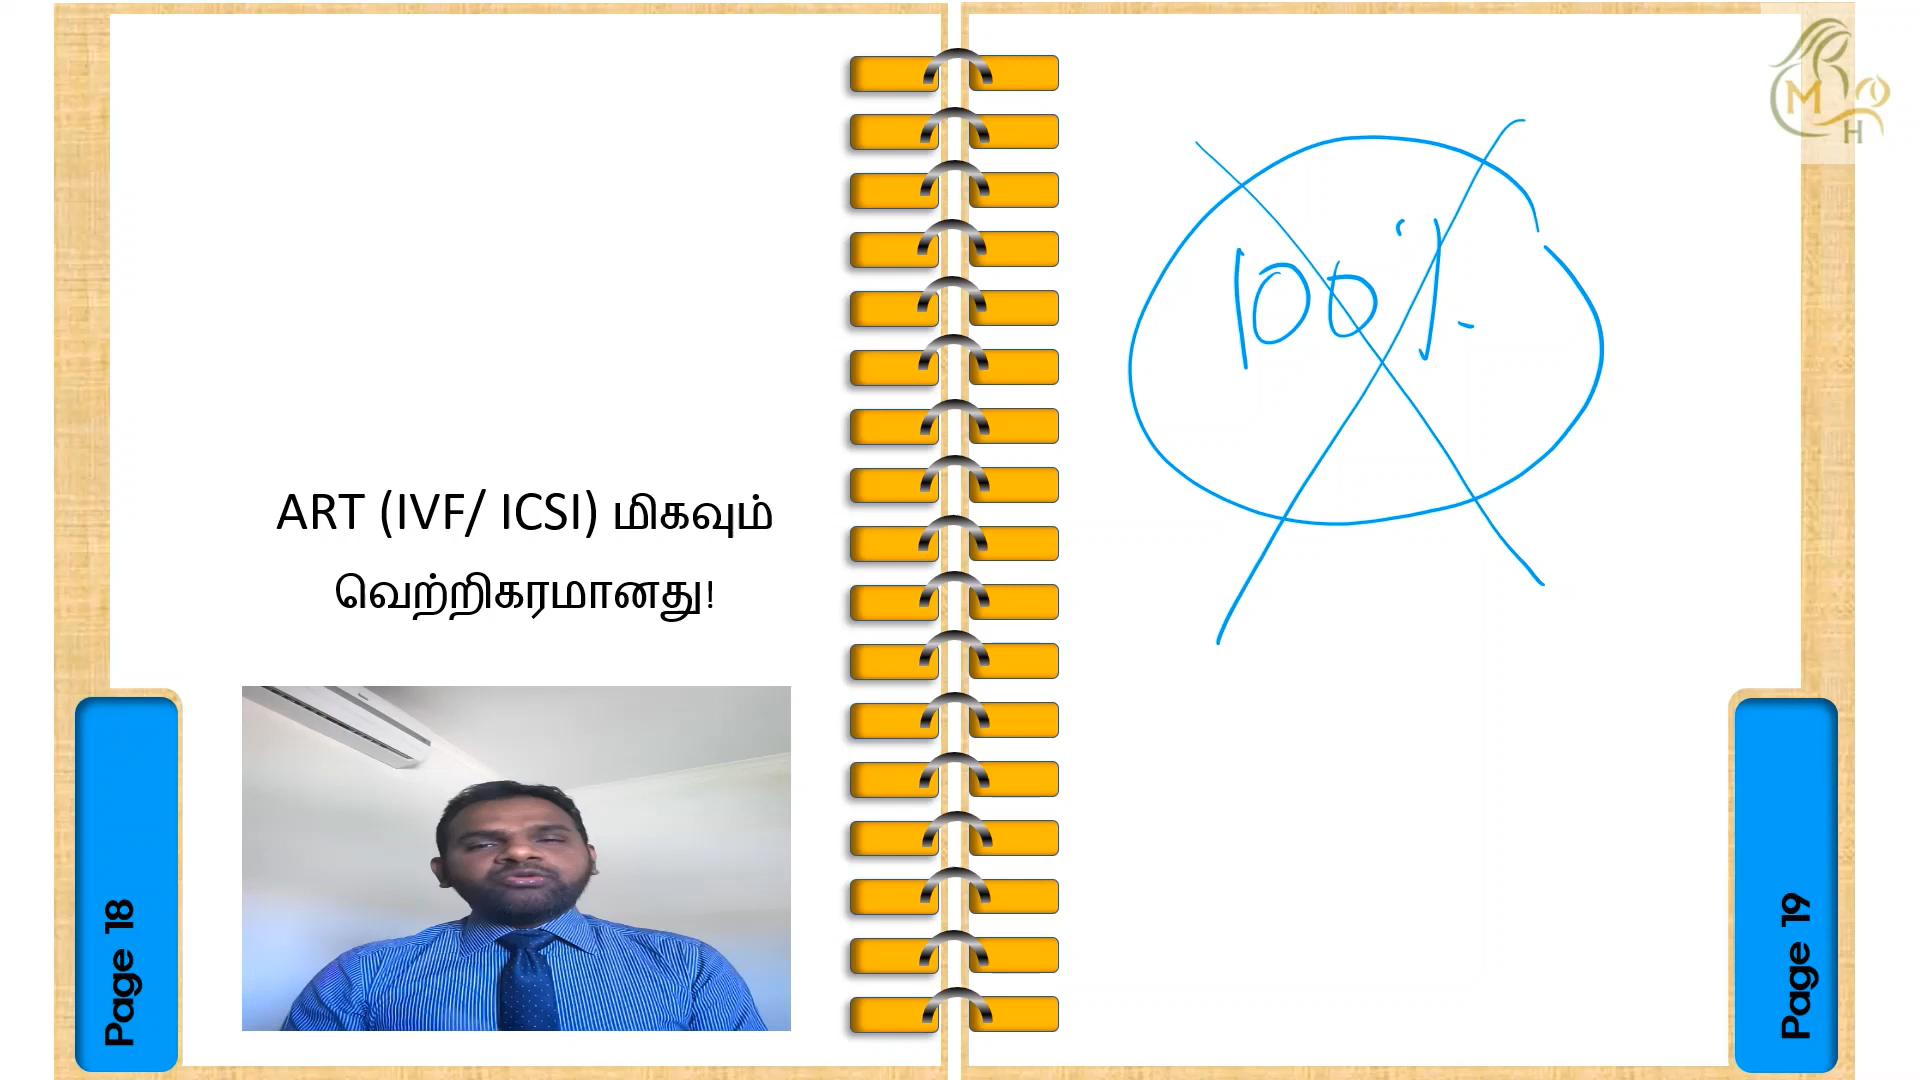 ART (IVF/ ICSI) மிகவும்
வெற்றிகரமானது!
Page 18
100%
M
H
Page 19